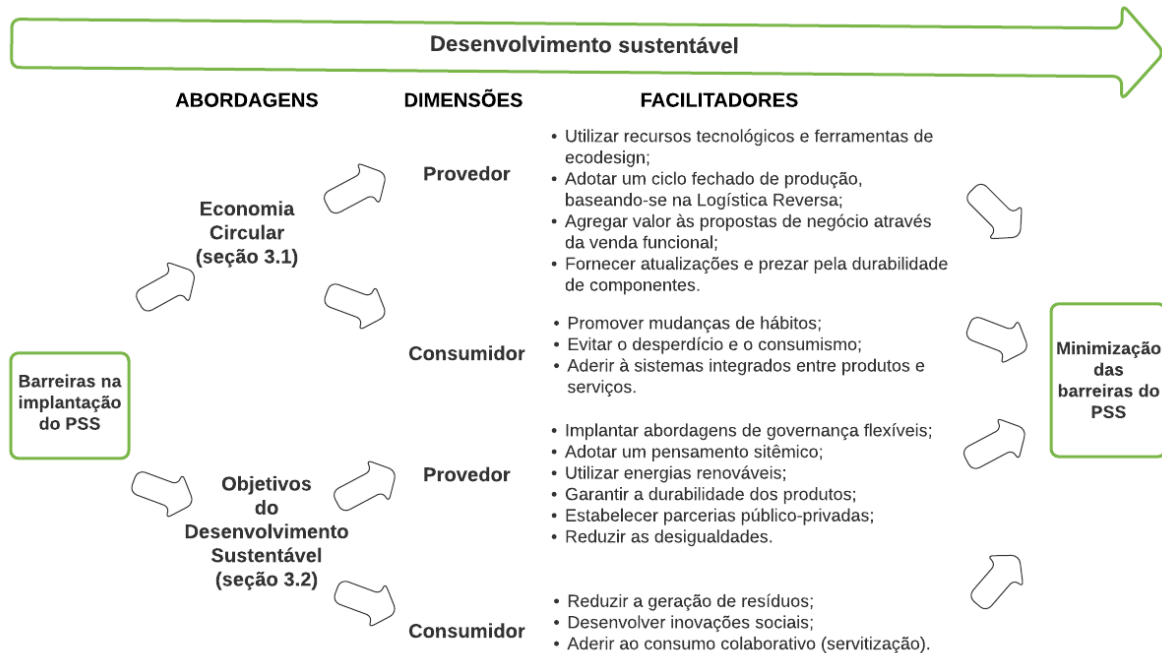 Desenvolvimento sustentável
ABORDAGENS
DIMENSÕES
FACILITADORES
Barreiras na
implantação
do PSS
Economia
Circular
(seção 3.1)
Provedor
• Utilizar recursos tecnológicos e ferramentas de
ecodesign;
• Adotar um ciclo fechado de produção,
baseando-se na Logística Reversa;
• Agregar valor às propostas de negócio através
da venda funcional;
• Fornecer atualizações e prezar pela durabilidade
de componentes.
Consumidor
• Promover mudanças de hábitos;
• Evitar o desperdício e o consumismo;
• Aderir à sistemas integrados entre produtos e
serviços.
Objetivos
do
Desenvolvimento
Sustentável
(seção 3.2)
Provedor
• Implantar abordagens de governança flexíveis;
• Adotar um pensamento sitêmico;
• Utilizar energias renováveis;
• Garantir a durabilidade dos produtos;
• Estabelecer parcerias público-privadas;
• Reduzir as desigualdades.
Consumidor
• Reduzir a geração de resíduos;
• Desenvolver inovações sociais;
• Aderir ao consumo colaborativo (servitização).
Minimização
das
barreiras do
PSS